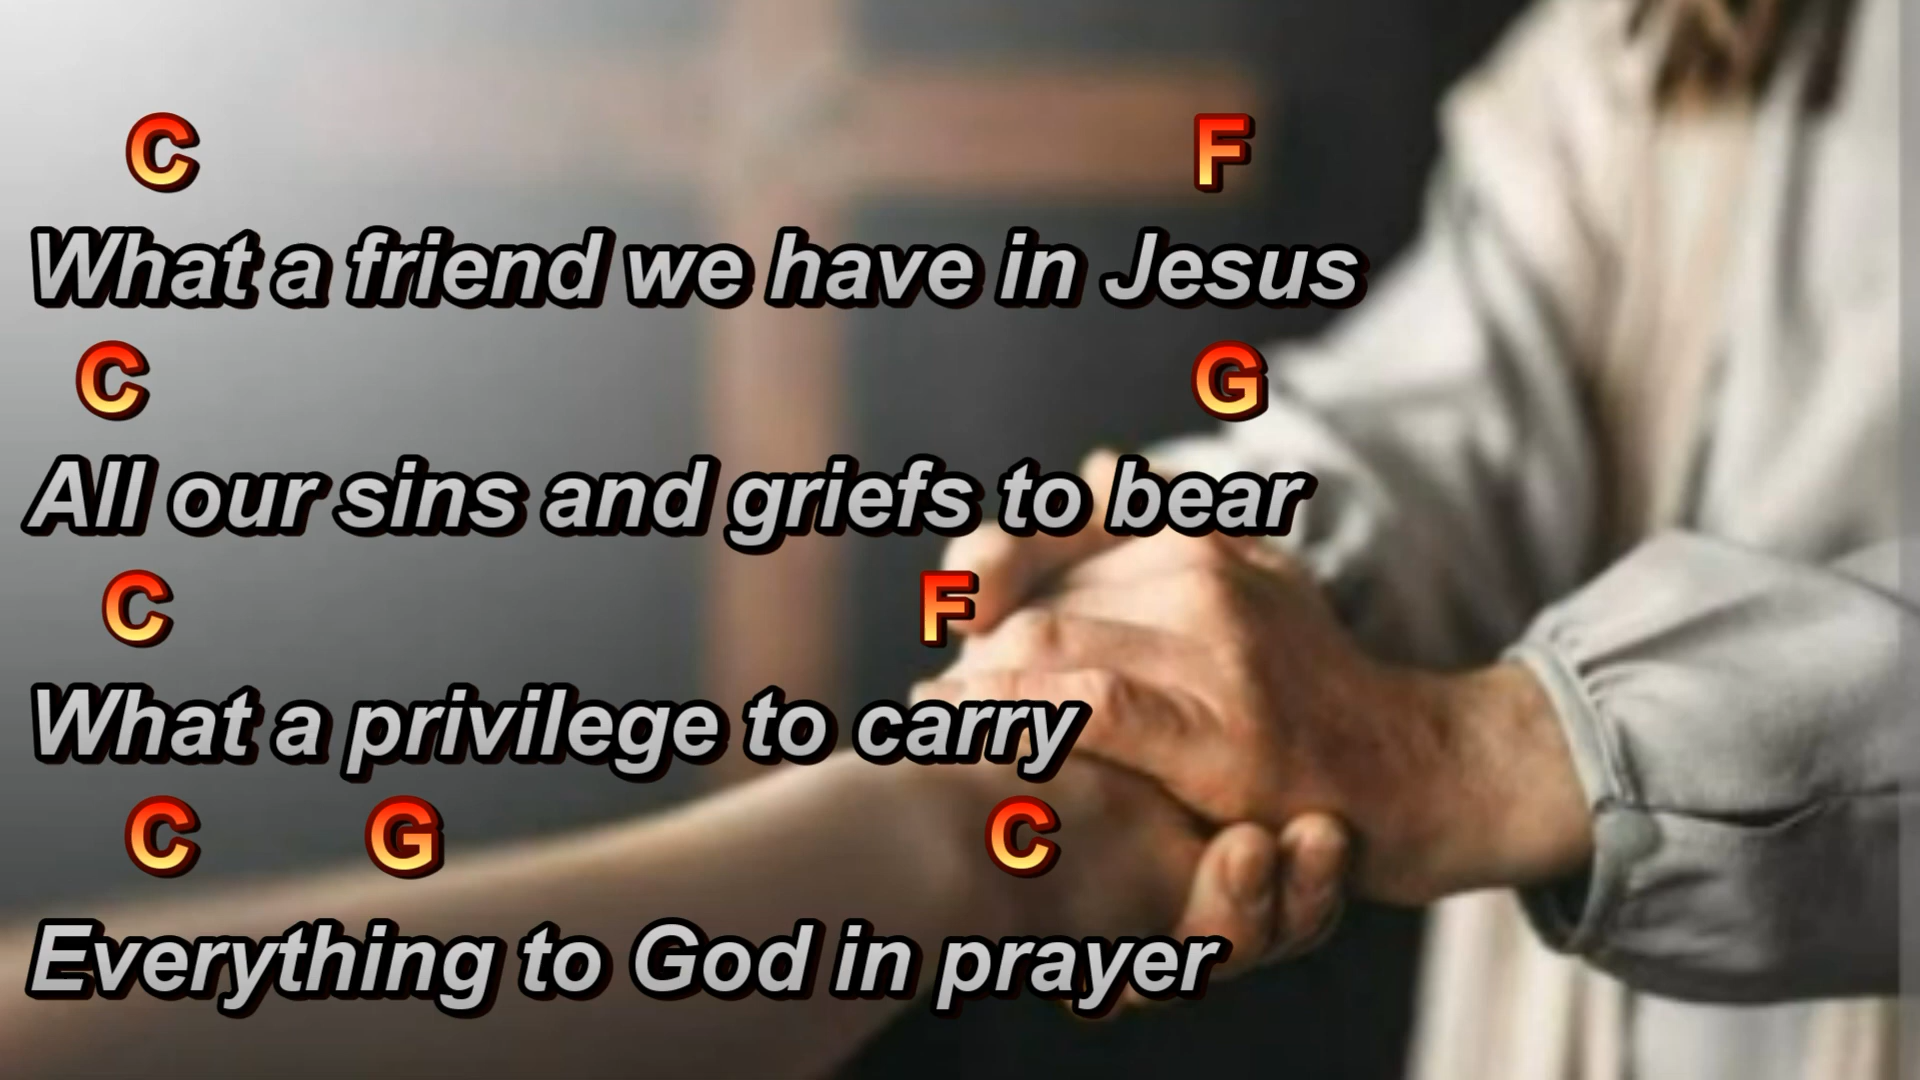 C F
What a friend we have in Jesus
C G
All our sins and griefs to bear
C F
What a privilege to carry
C G C
Everything to God in prayer